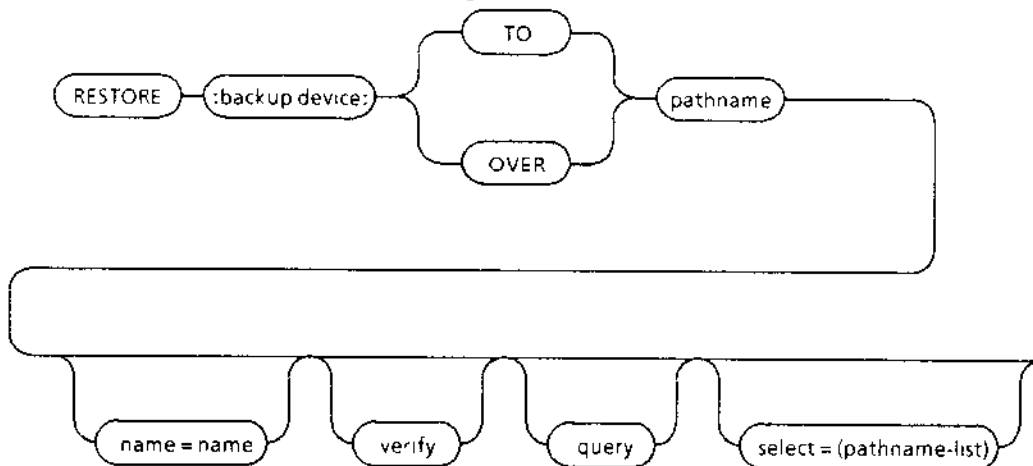 TO
RESTORE :backup device: pathname
OVER
name = name verify query select = (pathname-list)